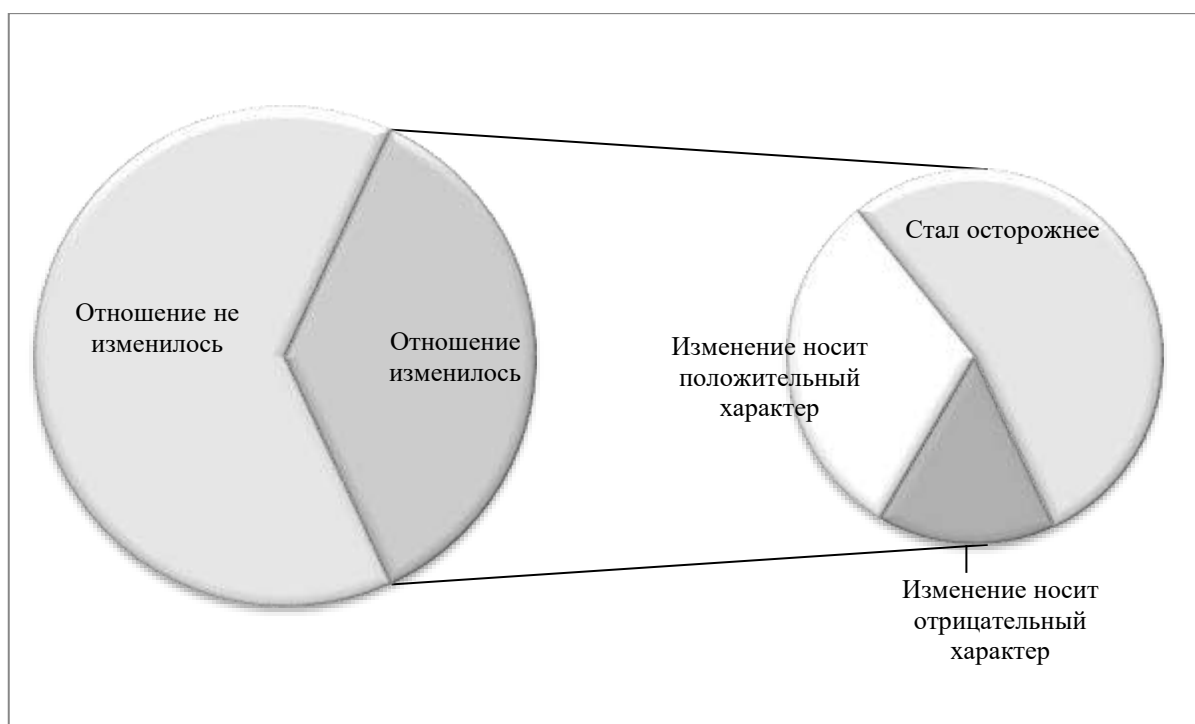 Отношение не
изменилось
Отношение
изменилось
Стал осторожнее
Изменение носит
положительный
характер
Изменение носит
отрицательный
характер